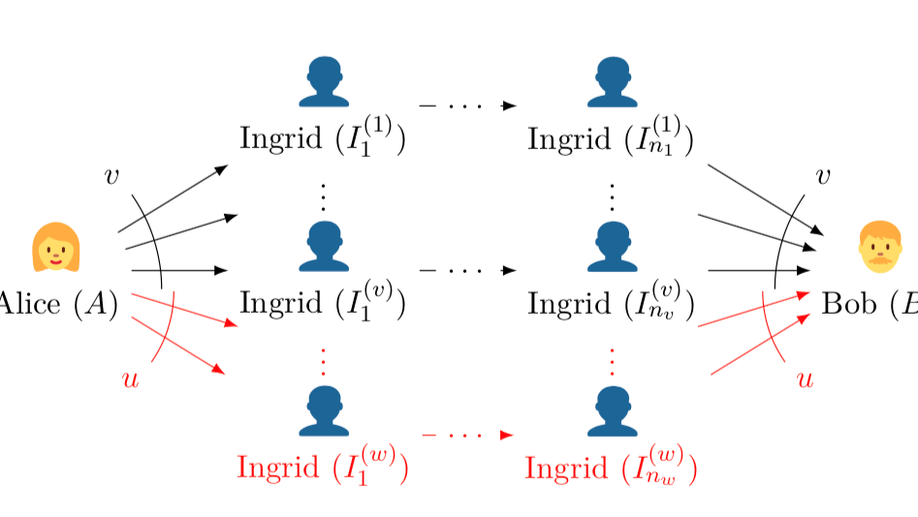 Ingrid (I_1^{(1)})
Ingrid (I_{n_1}^{(1)})
v
v
Alice (A)
Ingrid (I_1^{(v)})
Ingrid (I_{n_v}^{(v)})
Bob (B
u
u
Ingrid (I_1^{(w)})
Ingrid (I_{n_w}^{(w)})